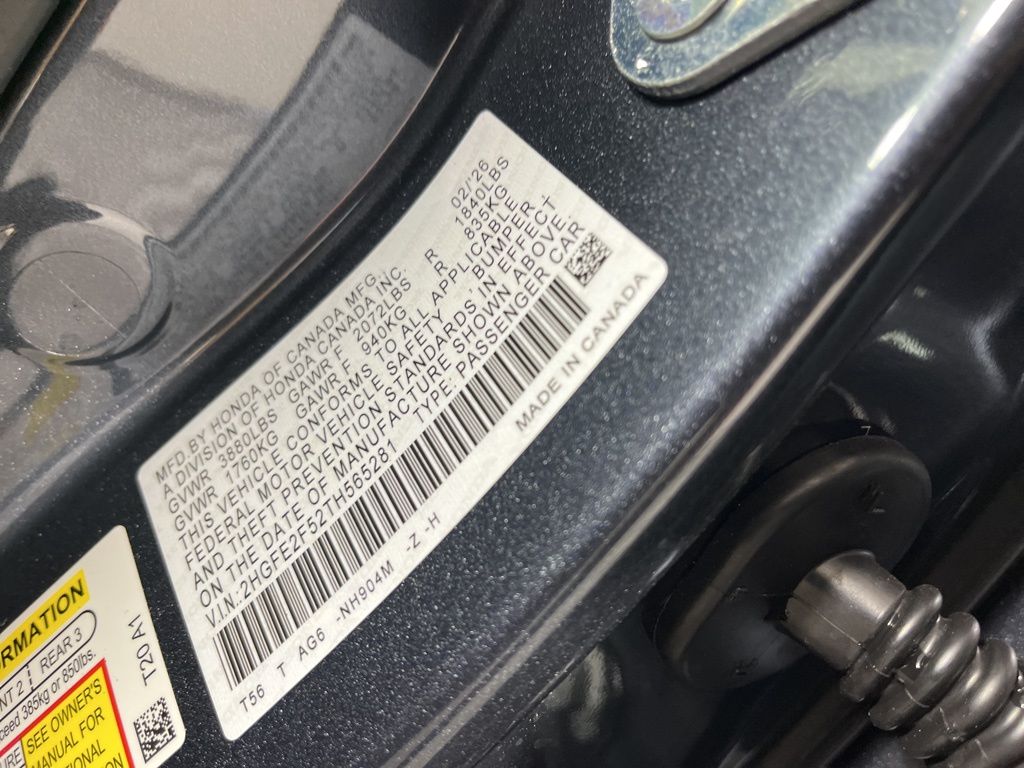 MFD.BY HONDA OF CANADA MFG.
A DIVISION OF HONDA CANADA INC. 02/'26
GVWR 3880LBS GAWR F 2072LBS R 1840LBS
GVWR 1760KG GAWR F 940KG R 835KG
THIS VEHICLE CONFORMS TO ALL APPLICABLE
FEDERAL MOTOR VEHICLE SAFETY, BUMPER,
AND THEFT PREVENTION STANDARDS IN EFFECT
ON THE DATE OF MANUFACTURE SHOWN ABOVE.
V.I.N.:2HGFE2F52TH565281 TYPE:PASSENGER CAR
T56 T AG6 -NH904M -Z -H MADE IN CANADA
RMATION
NT 2 REAR 3
ceed 385kg or 850lbs.
SEE OWNER'S
MANUAL FOR
T20 A1